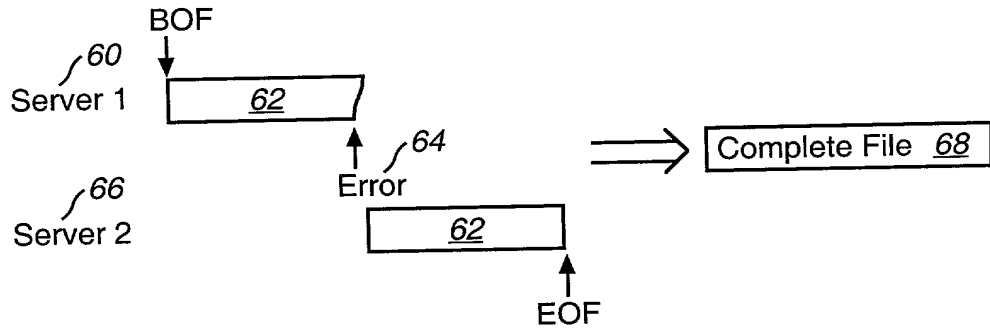 BOF
60
Server 1
62
64
Error
Complete File 68
66
Server 2
62
EOF